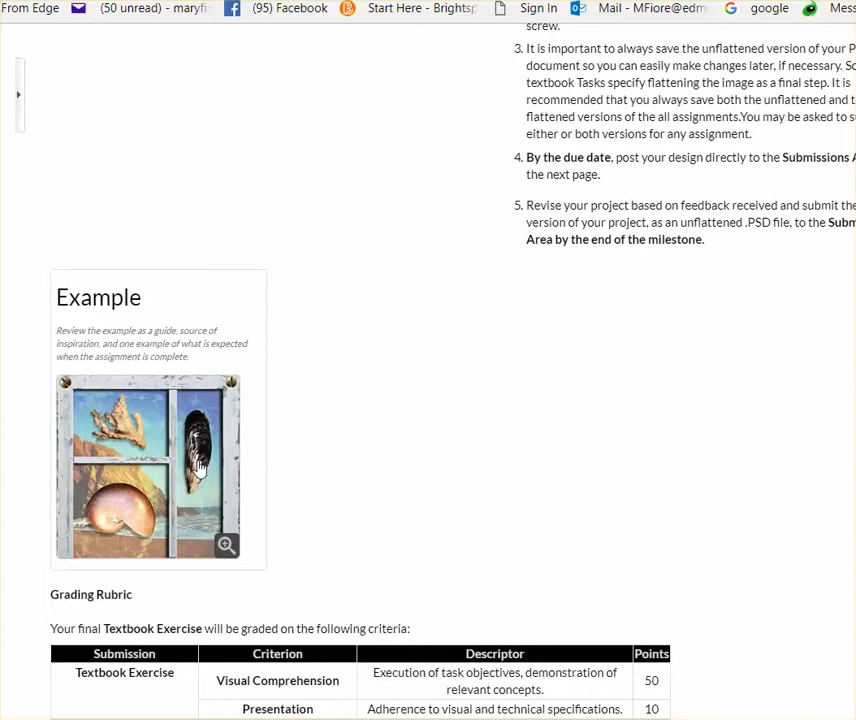 From Edge (50 unread) - maryfi (95) Facebook Start Here - Brightsp Sign In Mail - MFiore@edm google Mess
screw.
3. It is important to always save the unflattened version of your P
document so you can easily make changes later, if necessary. So
textbook Tasks specify flattening the image as a final step. It is
recommended that you always save both the unflattened and t
flattened versions of the all assignments.You may be asked to s
either or both versions for any assignment.
4. By the due date, post your design directly to the Submissions A
the next page.
5. Revise your project based on feedback received and submit the
version of your project, as an unflattened .PSD file, to the Subm
Area by the end of the milestone.
Example
Review the example as a guide, source of
inspiration, and one example of what is expected
when the assignment is complete.
Grading Rubric
Your final Textbook Exercise will be graded on the following criteria:
Submission Criterion Descriptor Points
Textbook Exercise Visual Comprehension Execution of task objectives, demonstration of
relevant concepts. 50
Presentation Adherence to visual and technical specifications. 10